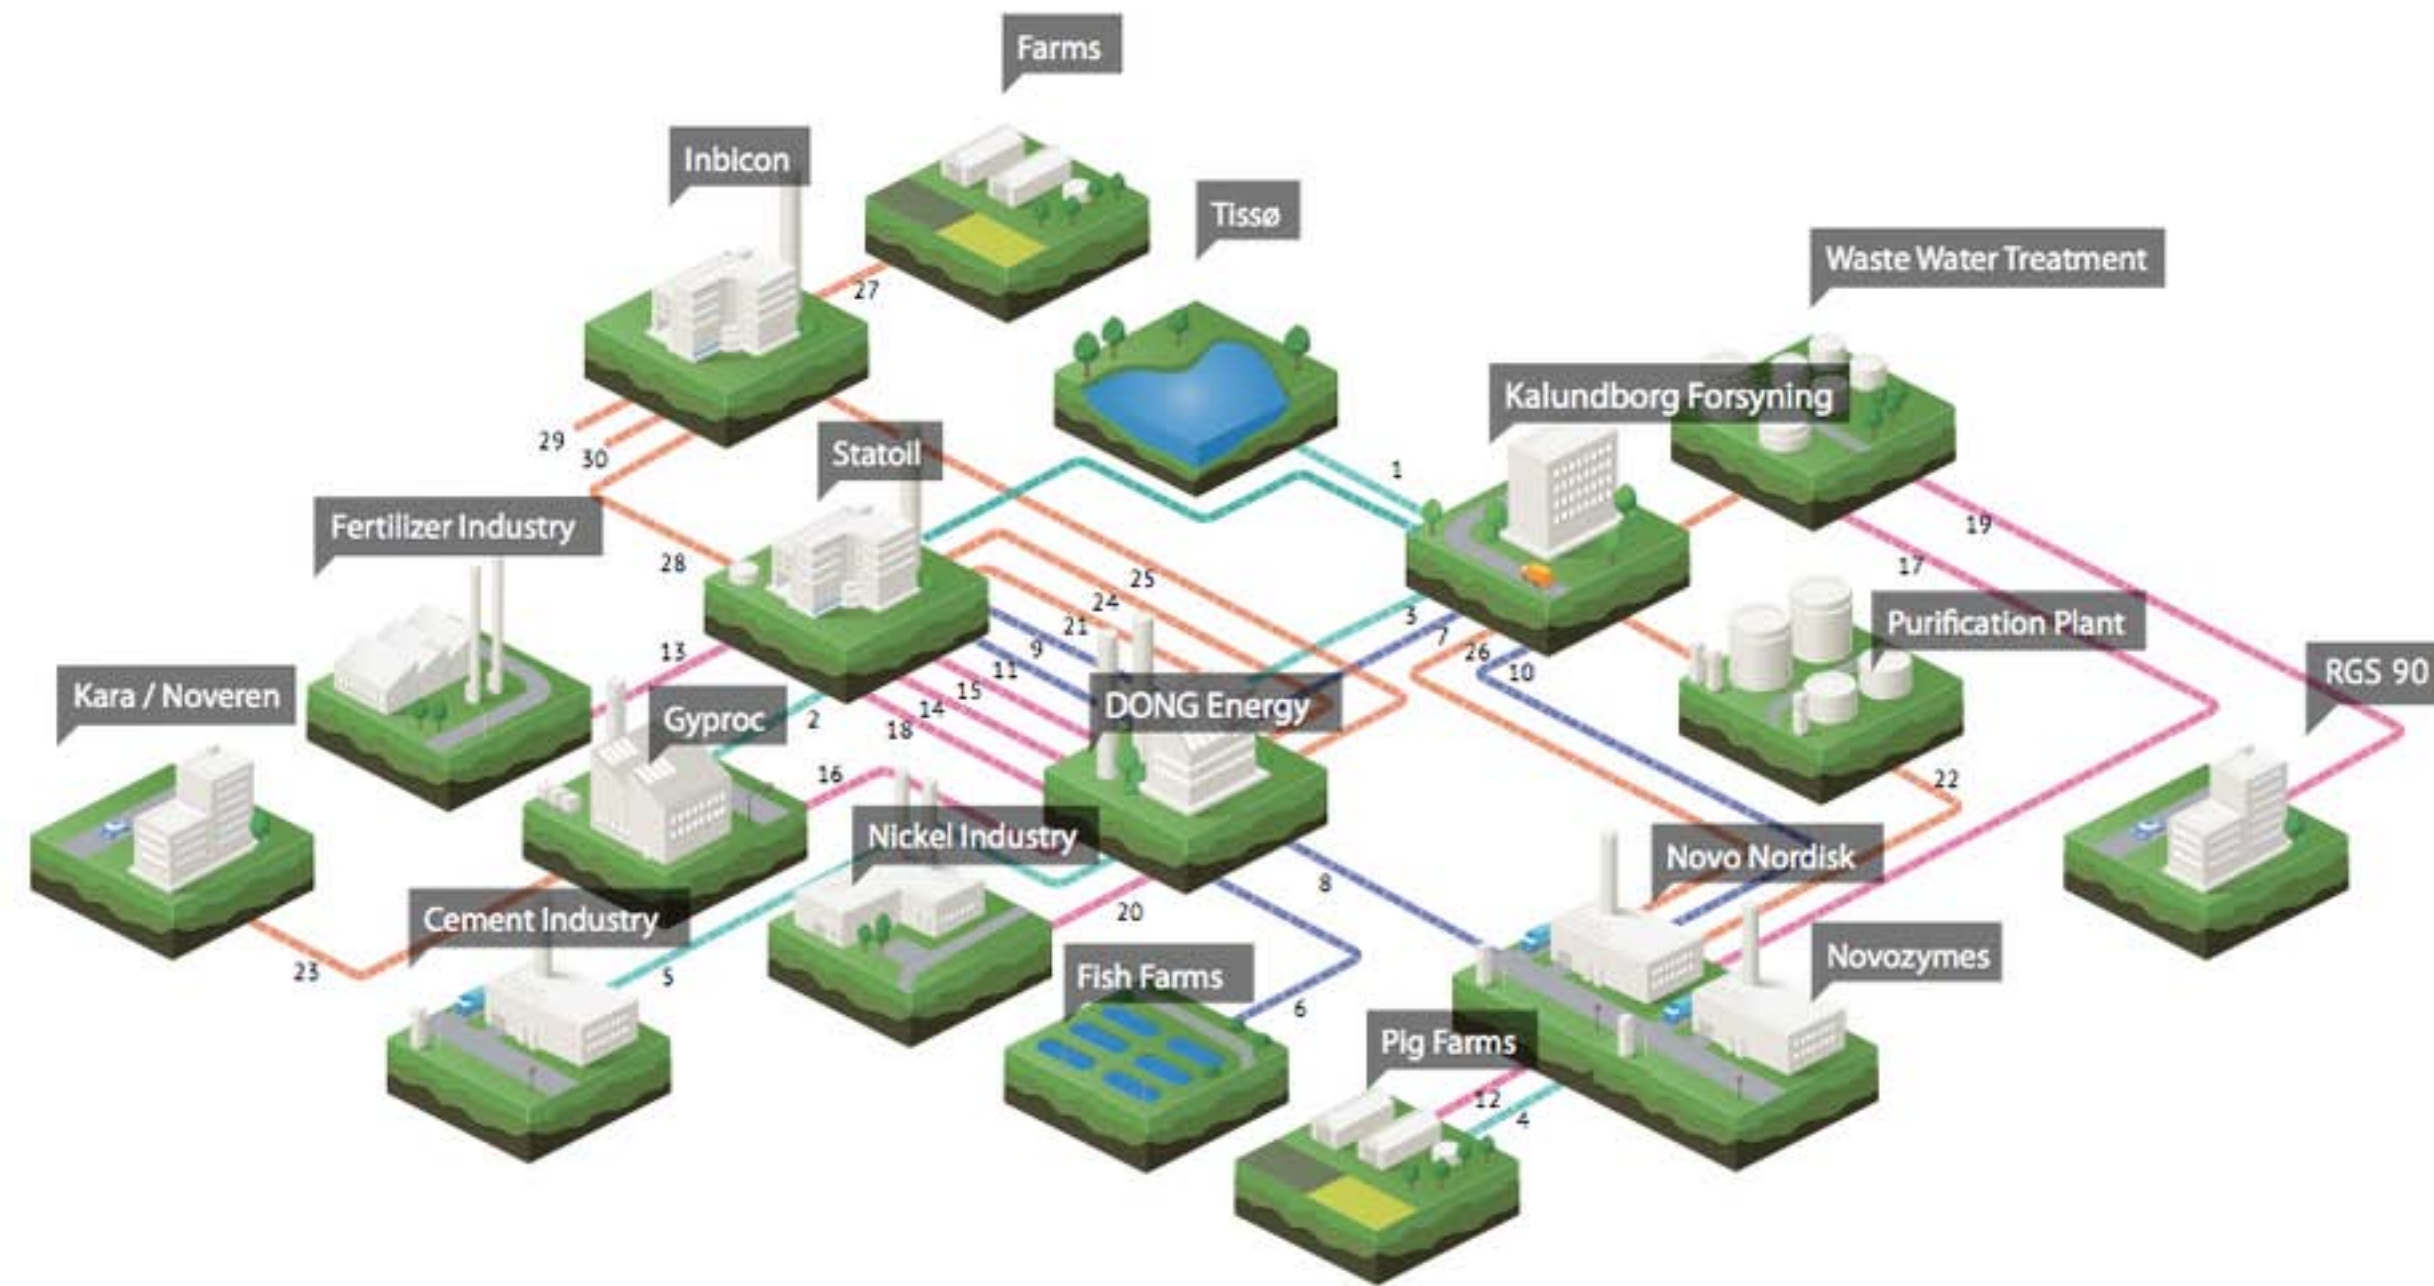 Farms
Inbicon
Tissø
Waste Water Treatment
27
Kalundborg Forsyning
29
30
Statoil
1
19
Fertilizer Industry
28
17
25
24
3
21
Purification Plant
7
9
26
13
11
10
RGS 90
Kara / Noveren
15
14
Gyproc
2
DONG Energy
18
16
22
Nickel Industry
Novo Nordisk
8
Cement Industry
20
23
5
Fish Farms
Novozymes
6
Pig Farms
12
4